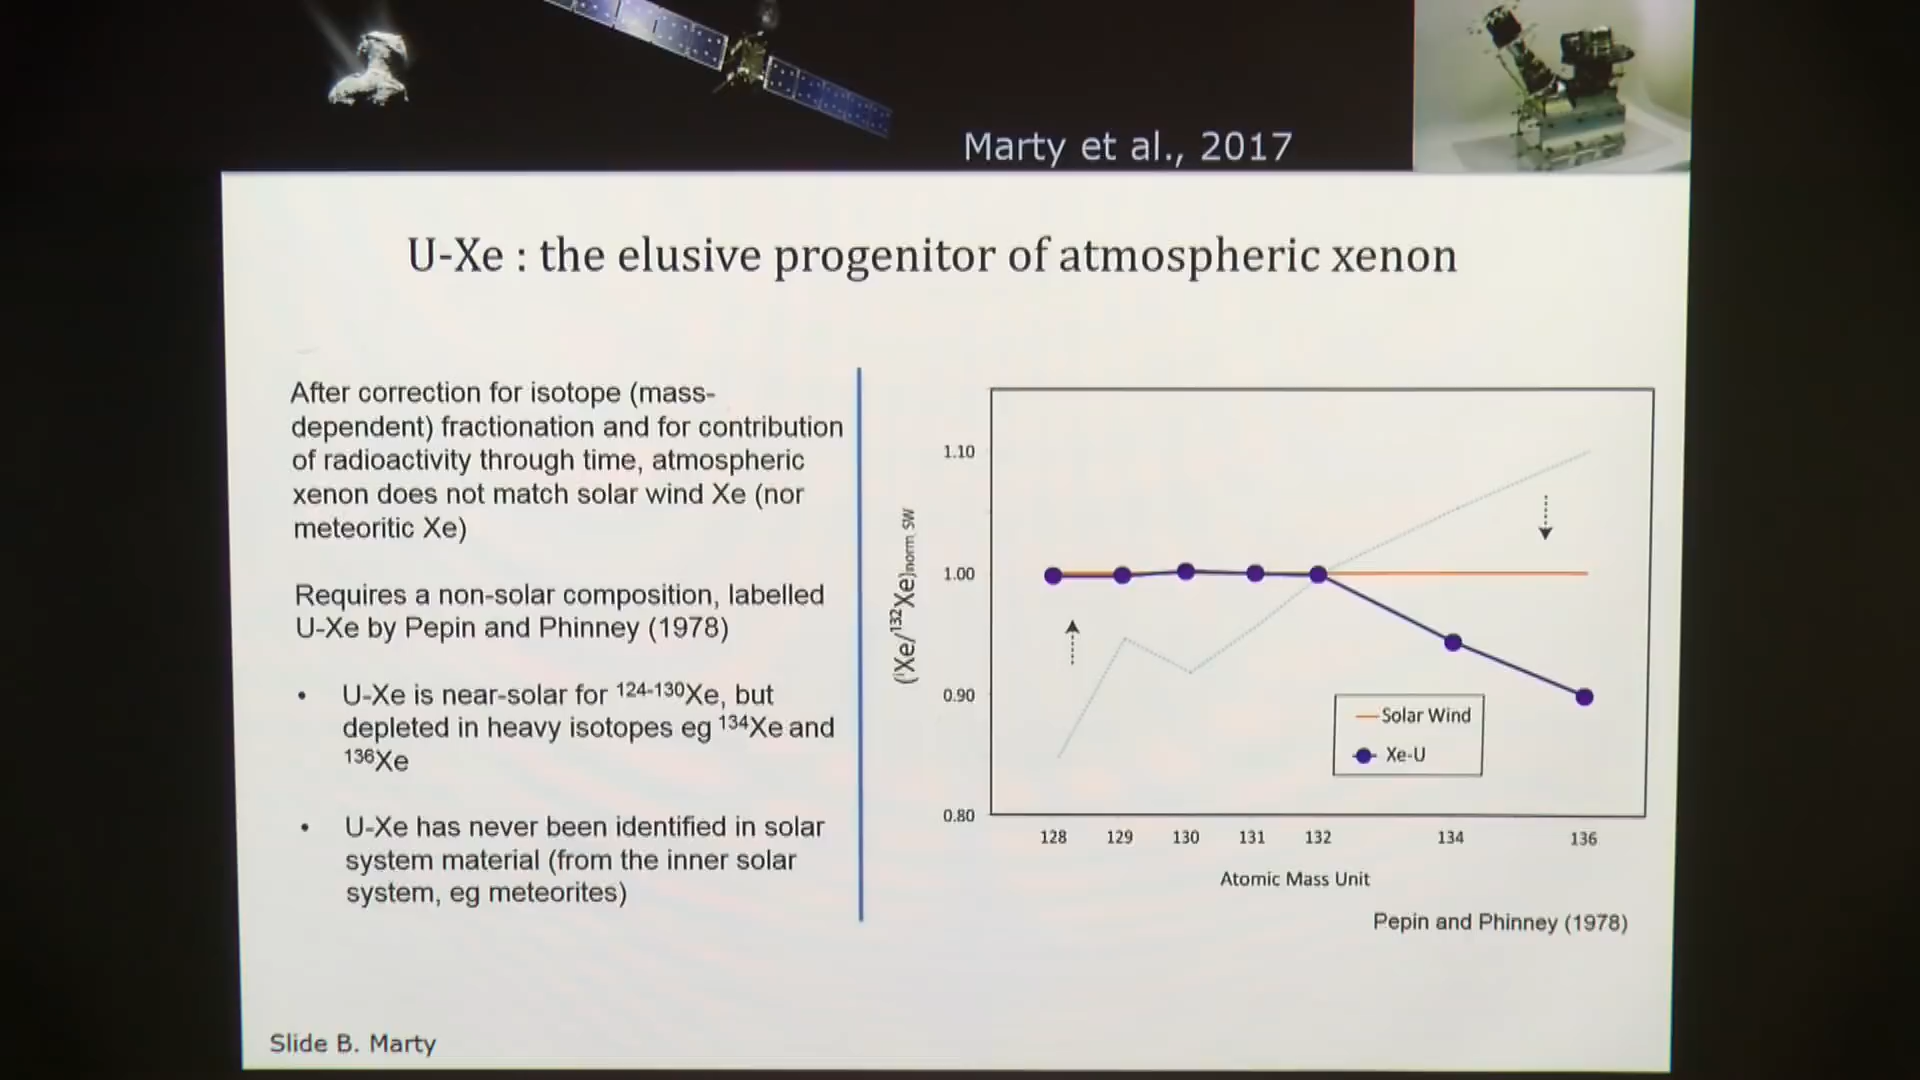 Marty et al., 2017
U-Xe : the elusive progenitor of atmospheric xenon
After correction for isotope (mass-
dependent) fractionation and for contribution
of radioactivity through time, atmospheric
xenon does not match solar wind Xe (nor
meteoritic Xe)
Requires a non-solar composition, labelled
U-Xe by Pepin and Phinney (1978)
• U-Xe is near-solar for ¹²⁴⁻¹³⁰Xe, but
depleted in heavy isotopes eg ¹³⁴Xe and
¹³⁶Xe
• U-Xe has never been identified in solar
system material (from the inner solar
system, eg meteorites)
(ⁱXe/¹³²Xe)norm, SW
1.10
1.00
0.90
0.80
Solar Wind
Xe-U
128 129 130 131 132 134 136
Atomic Mass Unit
Pepin and Phinney (1978)
Slide B. Marty